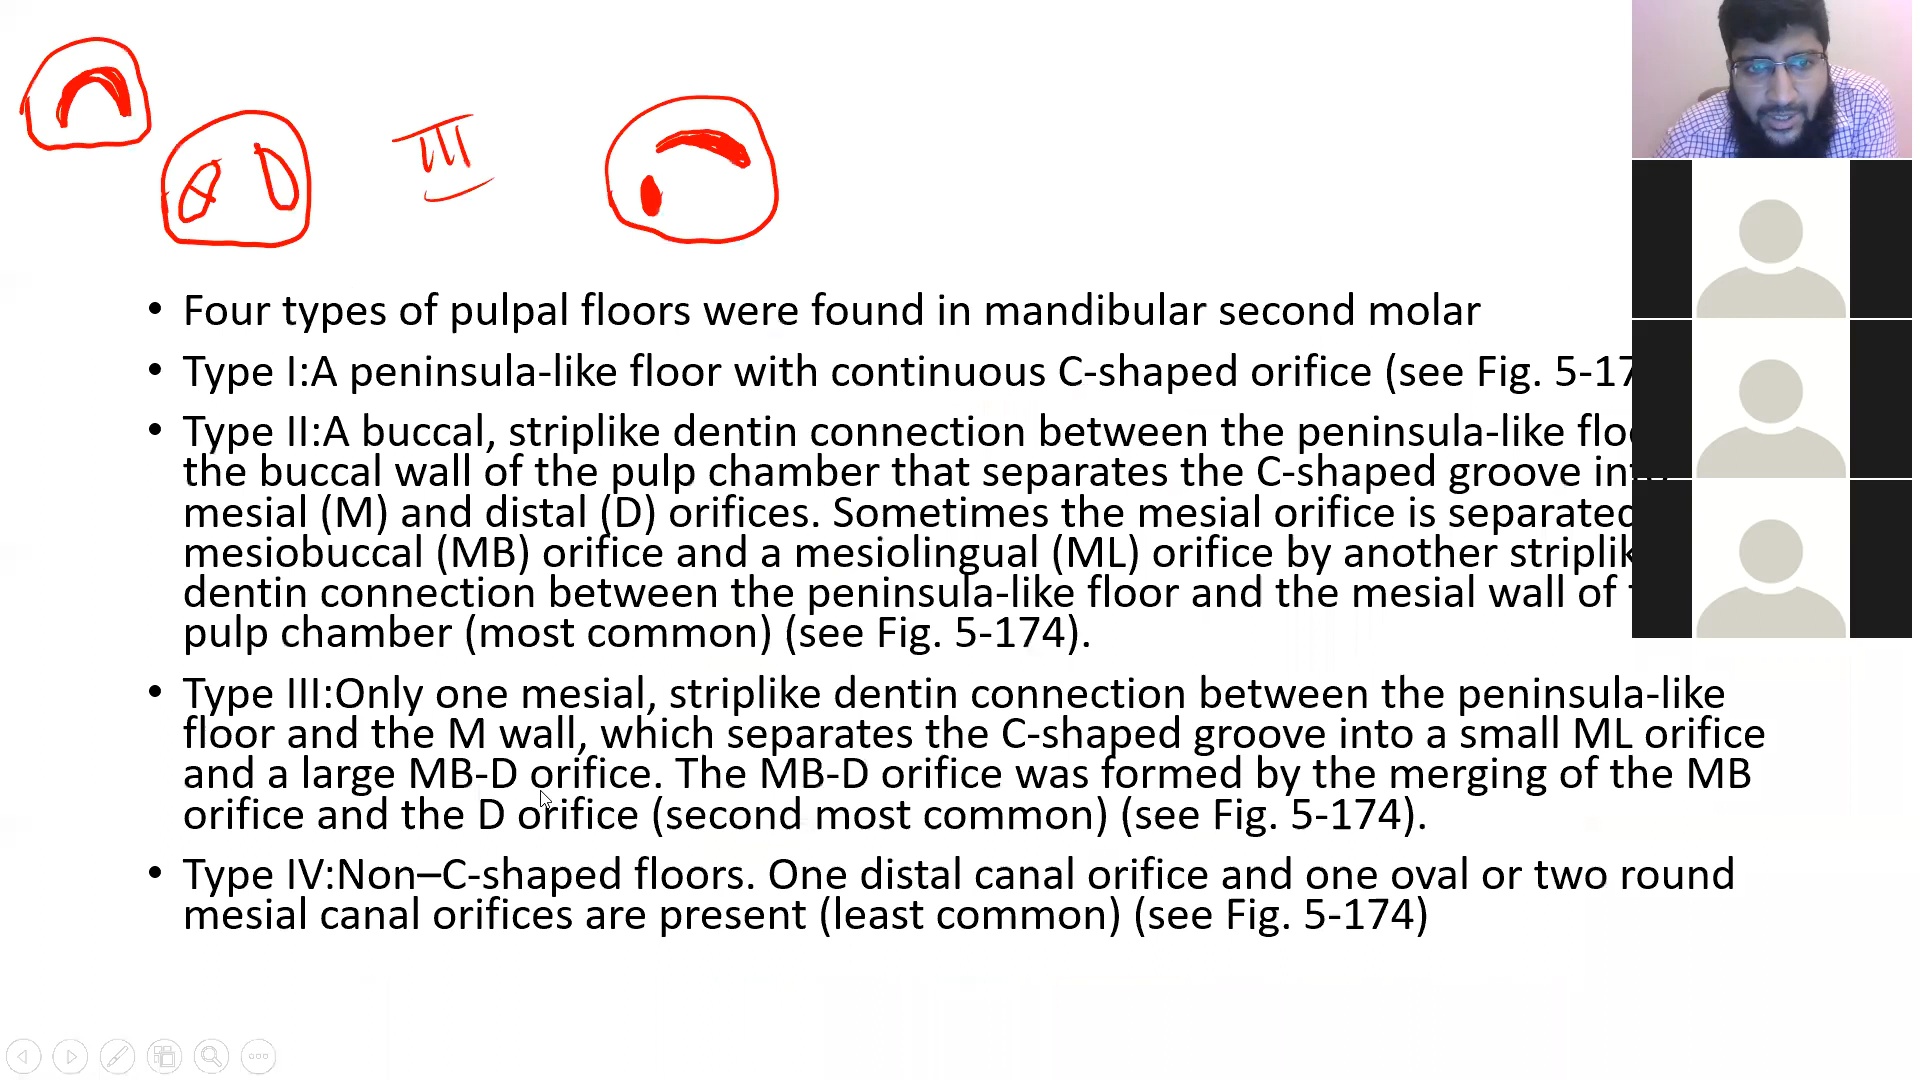 III
• Four types of pulpal floors were found in mandibular second molar
• Type I:A peninsula-like floor with continuous C-shaped orifice (see Fig. 5-17
• Type II:A buccal, striplike dentin connection between the peninsula-like
the buccal wall of the pulp chamber that separates the C-shaped groove
mesial (M) and distal (D) orifices. Sometimes the mesial orifice is separated
mesiobuccal (MB) orifice and a mesiolingual (ML) orifice by another
dentin connection between the peninsula-like floor and the mesial wall of
pulp chamber (most common) (see Fig. 5-174).
• Type III:Only one mesial, striplike dentin connection between the peninsula-like
floor and the M wall, which separates the C-shaped groove into a small ML orifice
and a large MB-D orifice. The MB-D orifice was formed by the merging of the MB
orifice and the D orifice (second most common) (see Fig. 5-174).
• Type IV:Non–C-shaped floors. One distal canal orifice and one oval or two round
mesial canal orifices are present (least common) (see Fig. 5-174)